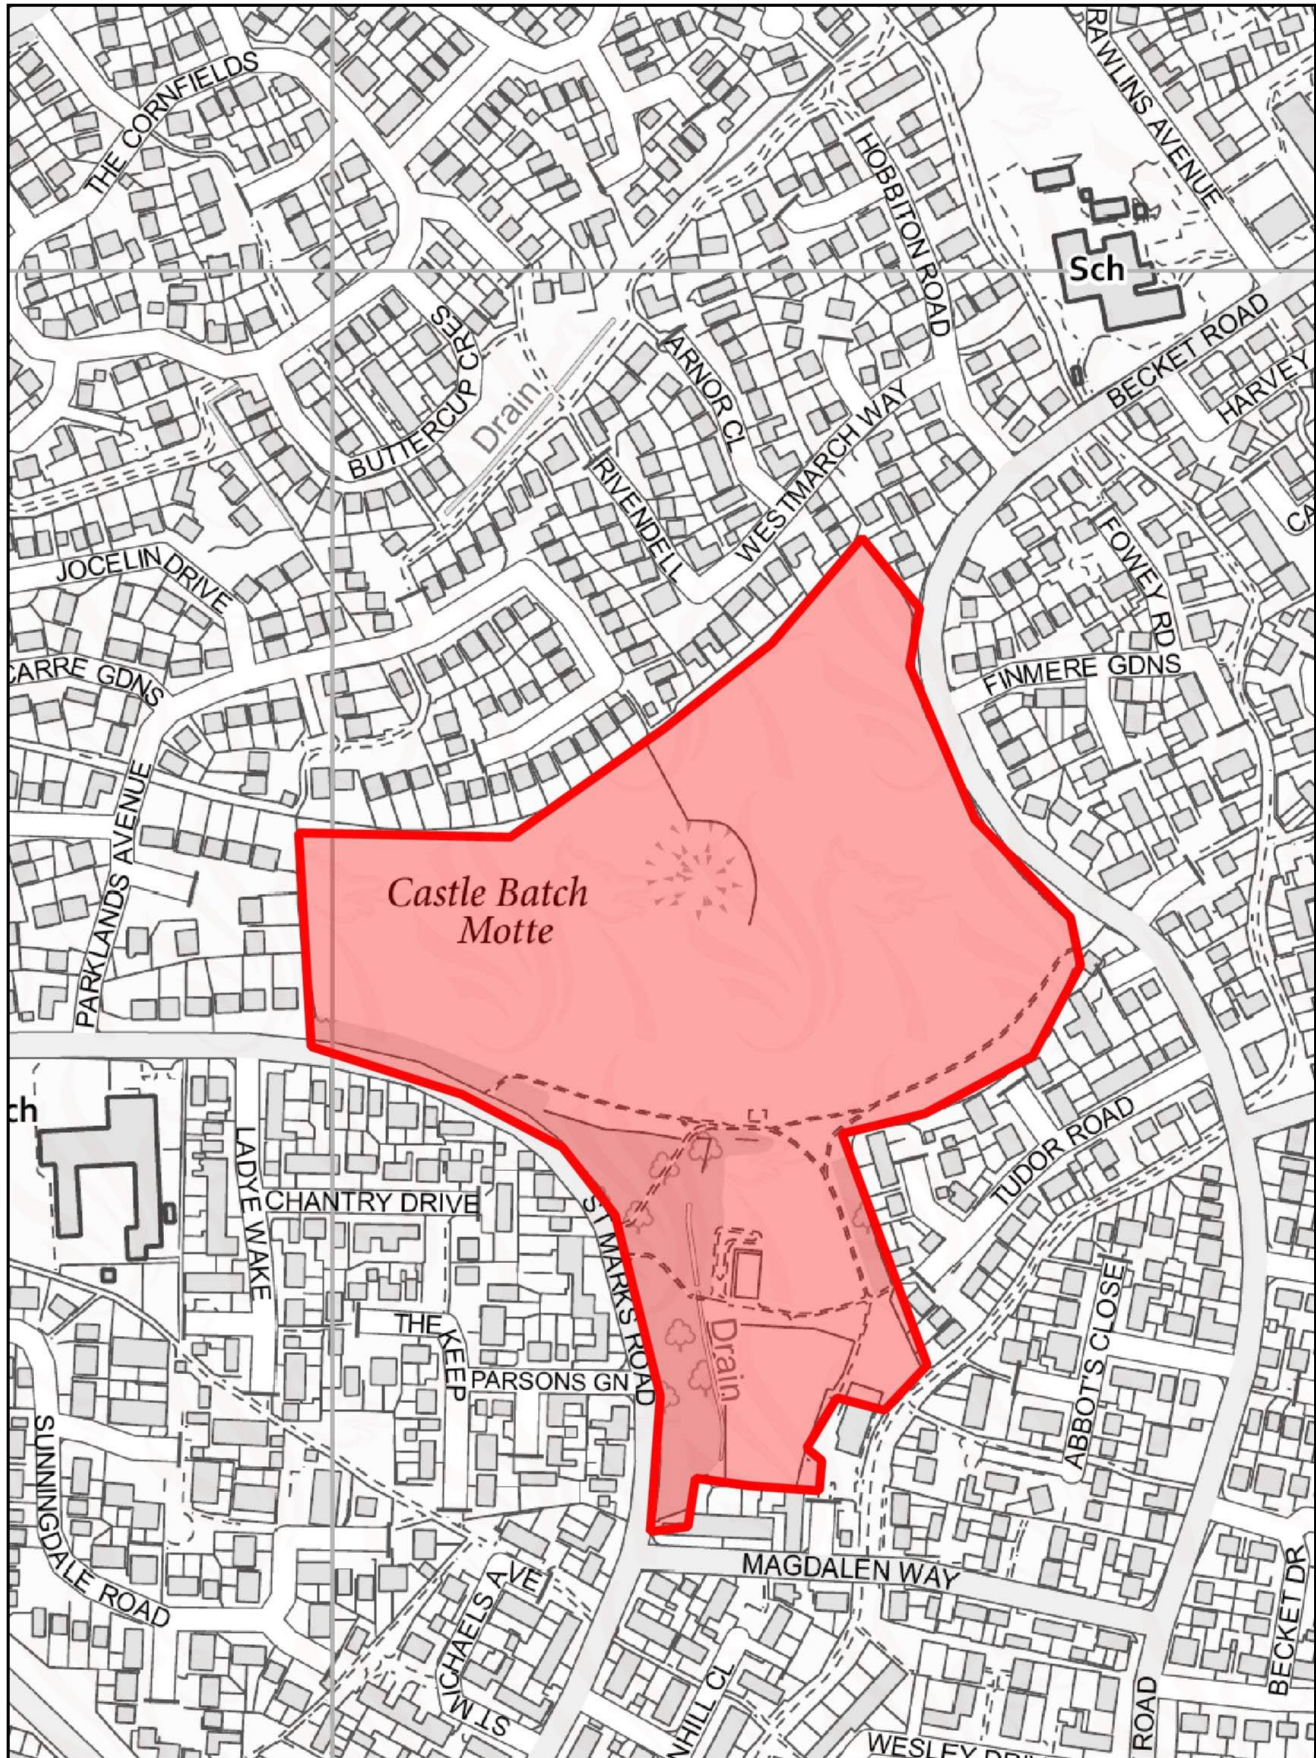 RAWLINS AVENUE
THE CORNFIELDS
HOBBITON ROAD
Sch
BECKET ROAD
HARVEY
BUTTERCUP CRES
ARNOR CL
Drain
WESTMARCH WAY
RIVENDELL
FOWEY RD
JOCELIN DRIVE
CARRE GDNS
FINMERE GDNS
PARKLANDS AVENUE
Castle Batch
Motte
ch
LADYE WAKE
CHANTRY DRIVE
TUDOR ROAD
ST MARKS ROAD
ABBOT'S CLOSE
THE KEEP
Drain
PARSONS GN
SUNNINGDALE ROAD
MAGDALEN WAY
ST MICHAELS AVE
BECKET DR
NHILL CL
ROAD